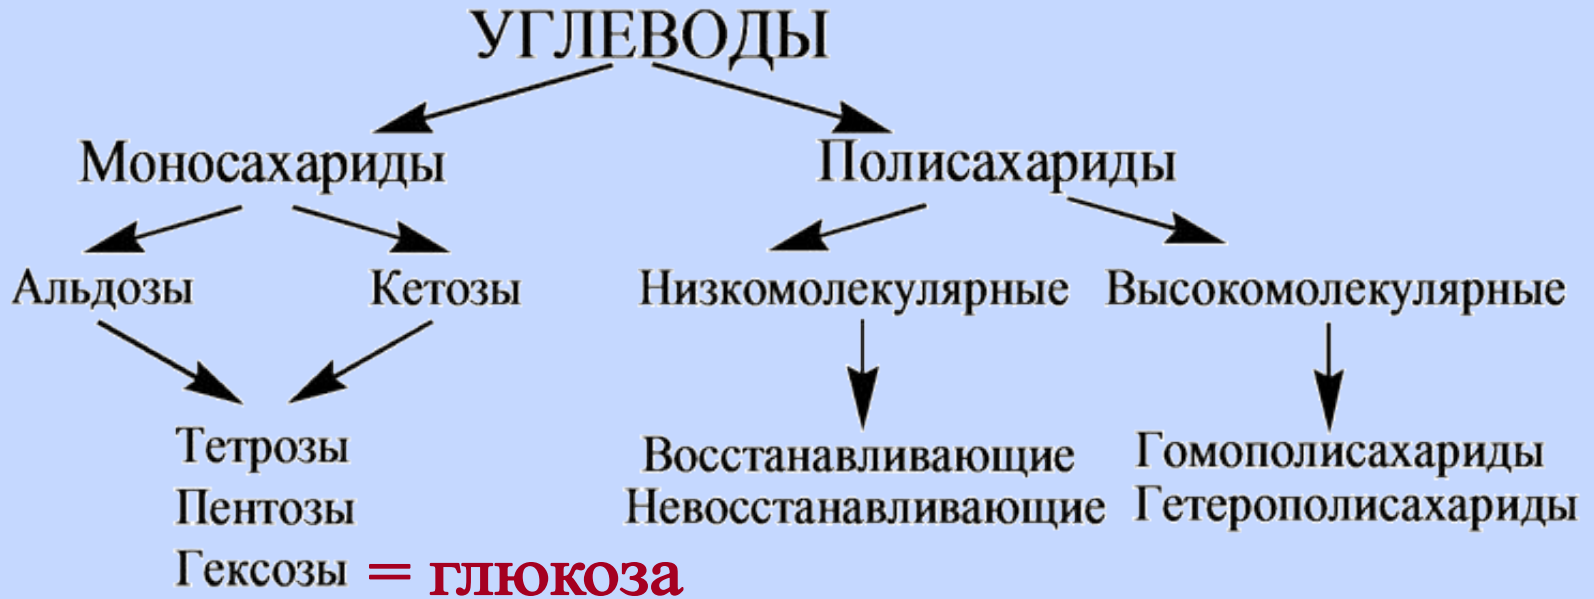 УГЛЕВОДЫ
Моносахариды Полисахариды
Альдозы Кетозы Низкомолекулярные Высокомолекулярные
Тетрозы Восстанавливающие Гомополисахариды
Пентозы Невосстанавливающие Гетерополисахариды
Гексозы = глюкоза